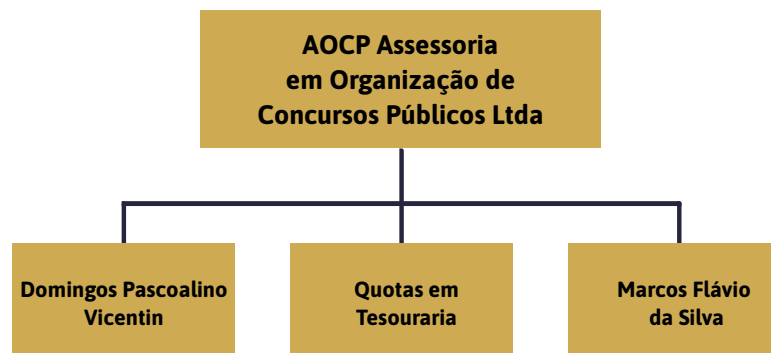 AOCP Assessoria
em Organização de
Concursos Públicos Ltda
Domingos Pascoalino
Vicentin
Quotas em
Tesouraria
Marcos Flávio
da Silva